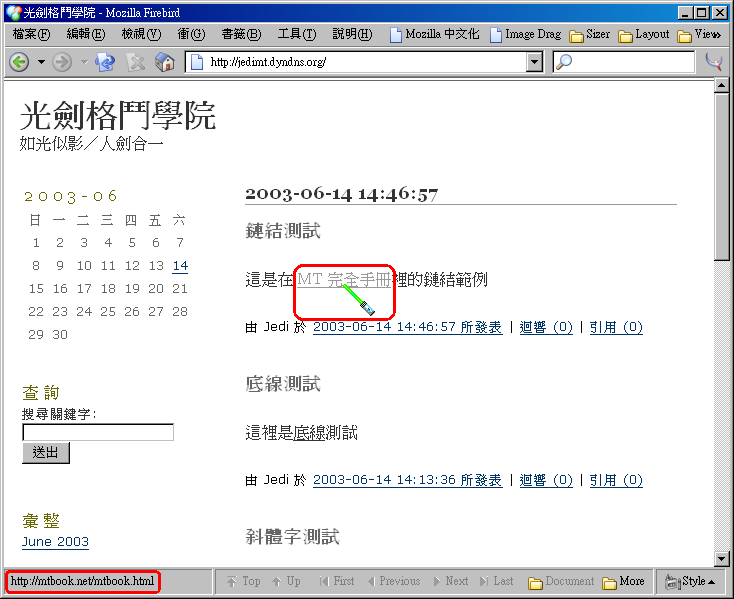 光劍格鬥學院 - Mozilla Firebird
檔案(F) 編輯(E) 檢視(V) 衝(G) 書籤(B) 工具(T) 說明(H) Mozilla 中文化 Image Drag Sizer Layout View
http://jedimt.dyndns.org/
光劍格鬥學院
如光似影／人劍合一
2003-06
日 一 二 三 四 五 六
1 2 3 4 5 6 7
8 9 10 11 12 13 14
15 16 17 18 19 20 21
22 23 24 25 26 27 28
29 30
查詢
搜尋關鍵字:
送出
彙整
June 2003
2003-06-14 14:46:57
鏈結測試
這是在 MT 完全手冊裡的鏈結範例
由 Jedi 於 2003-06-14 14:46:57 所發表 | 迴響 (0) | 引用 (0)
底線測試
這裡是底線測試
由 Jedi 於 2003-06-14 14:13:36 所發表 | 迴響 (0) | 引用 (0)
斜體字測試
http://mtbook.net/mtbook.html Top Up First Previous Next Last Document More Style